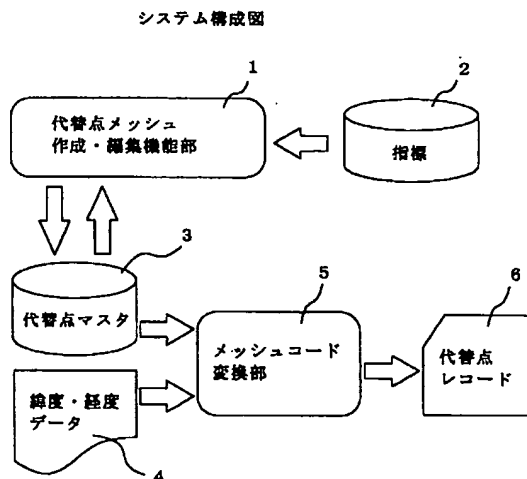 システム構成図
1
2
代替点メッシュ
作成・編集機能部
指標
3
代替点マスタ
5
6
メッシュコード
変換部
代替点
レコード
緯度・経度
データ
4